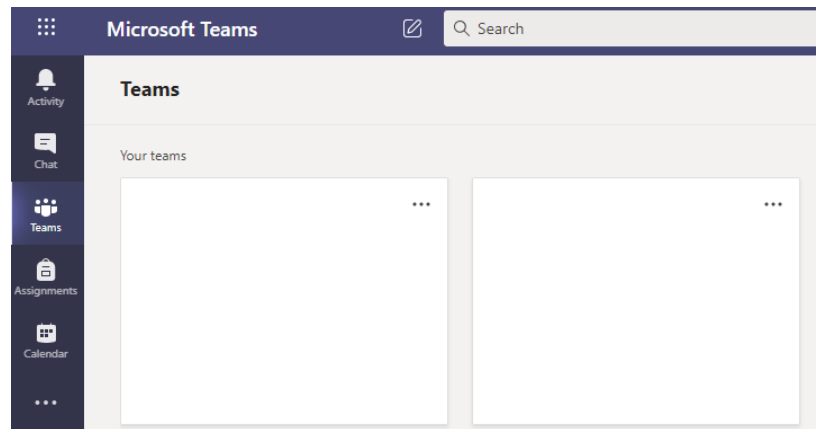 Microsoft Teams
Search
Activity
Teams
Chat
Your teams
Teams
Assignments
Calendar